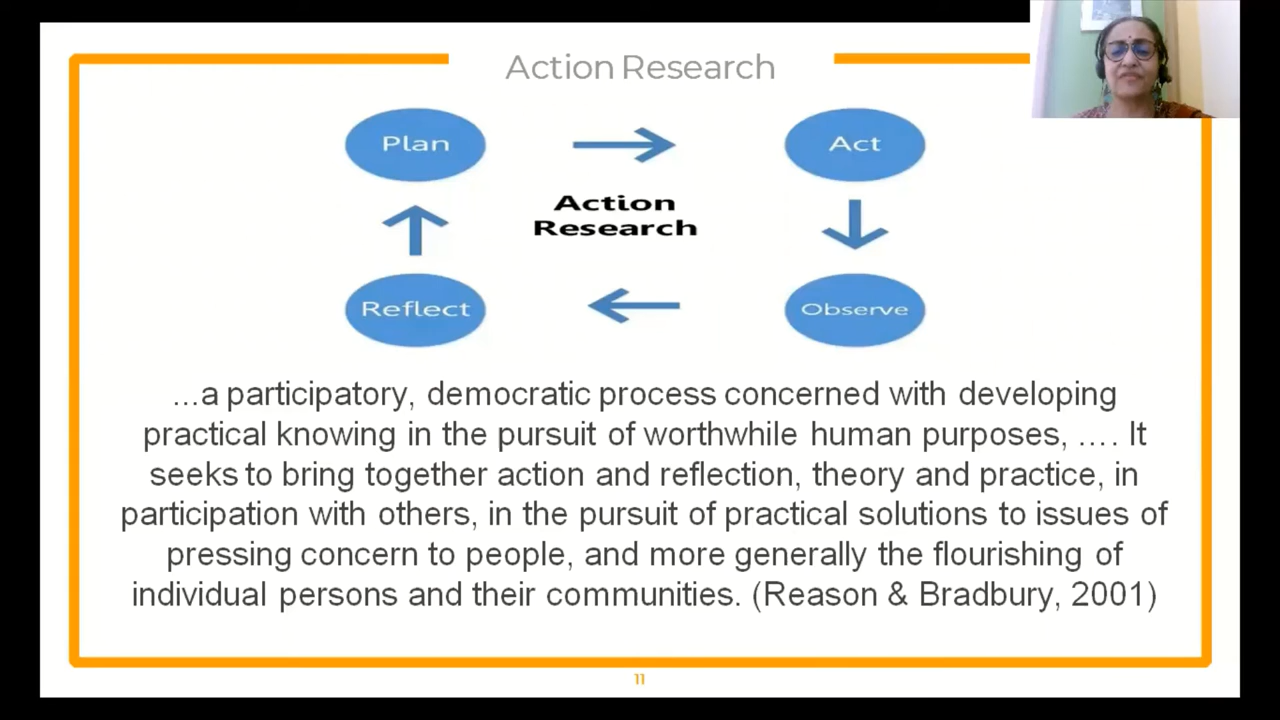 Action Research
Plan
Act
Action
Research
Reflect
Observe
...a participatory, democratic process concerned with developing
practical knowing in the pursuit of worthwhile human purposes, .... It
seeks to bring together action and reflection, theory and practice, in
participation with others, in the pursuit of practical solutions to issues of
pressing concern to people, and more generally the flourishing of
individual persons and their communities. (Reason & Bradbury, 2001)
11